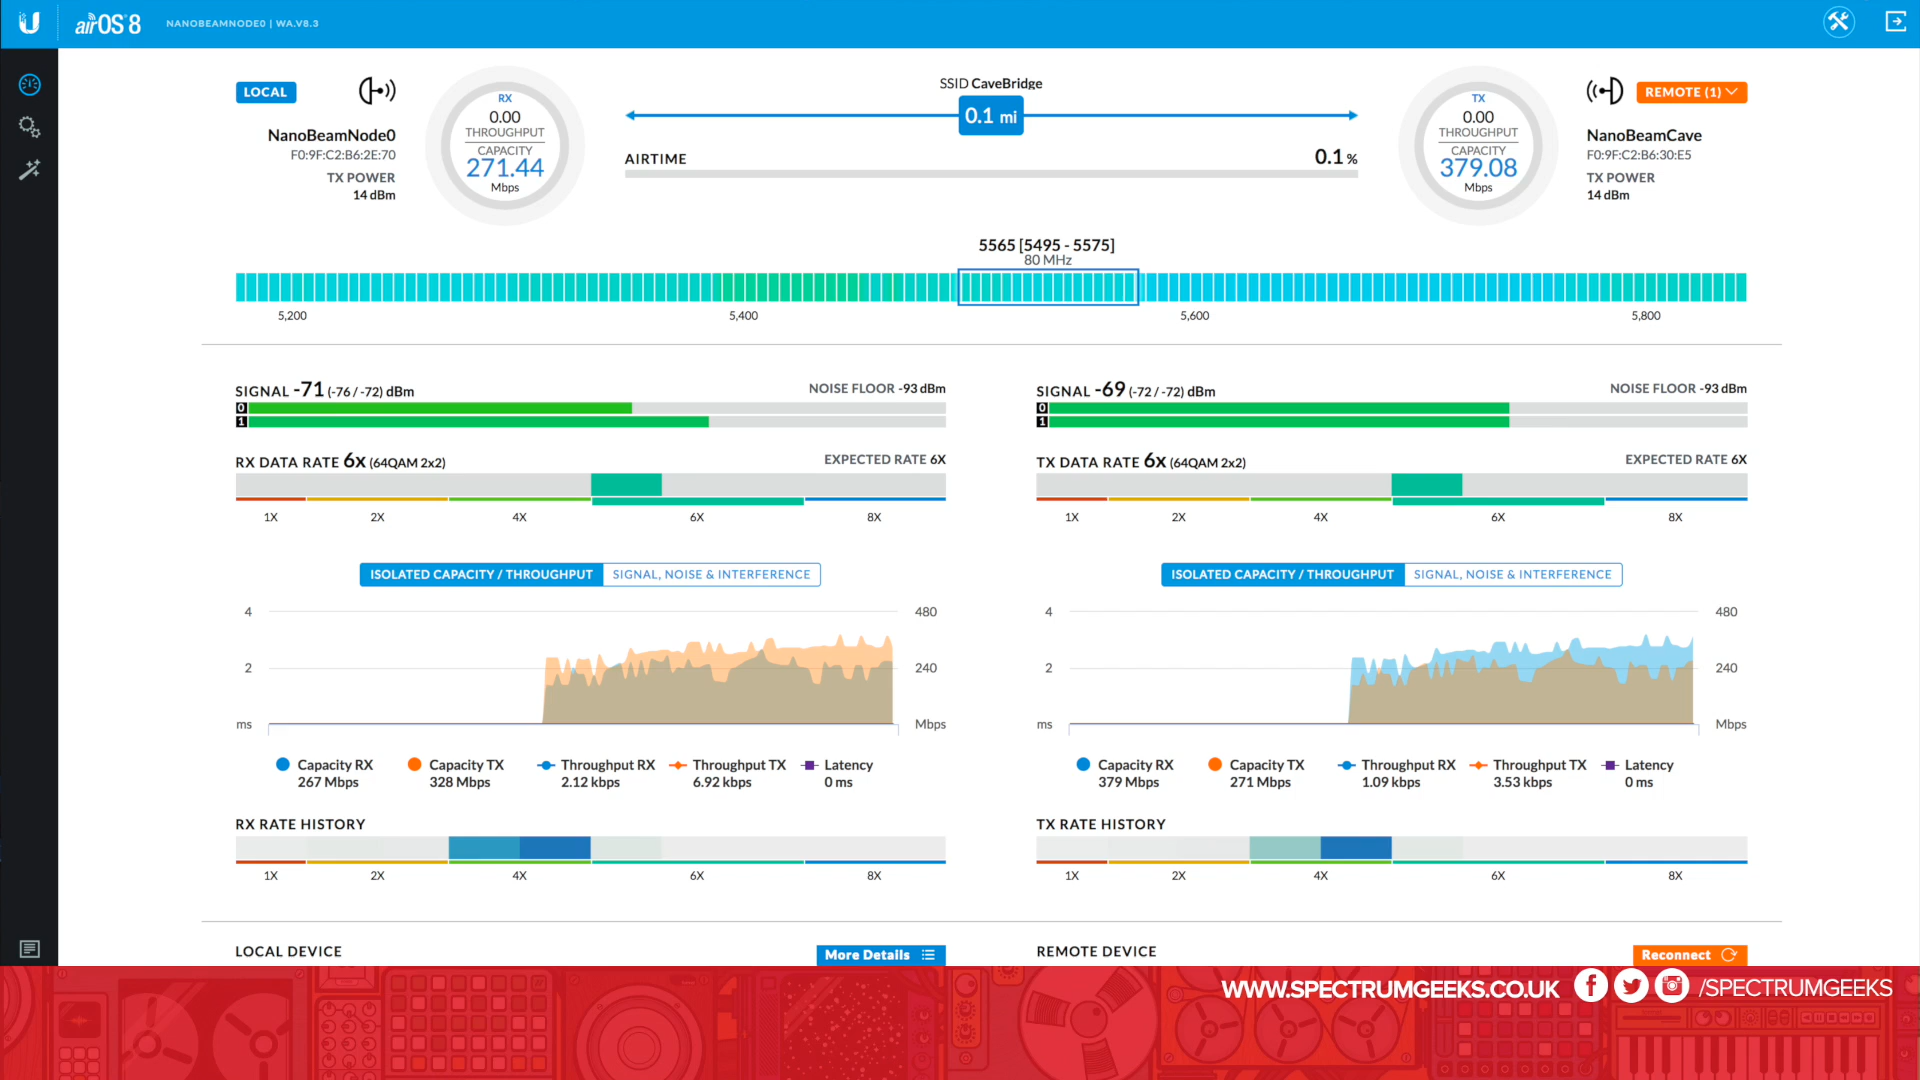 airOS 8 NANOBEAMNODE0 | WA.V8.3
LOCAL
NanoBeamNode0
F0:9F:C2:B6:2E:70
TX POWER
14 dBm
RX
0.00
THROUGHPUT
CAPACITY
271.44
Mbps
SSID CaveBridge
0.1 mi
AIRTIME 0.1 %
TX
0.00
THROUGHPUT
CAPACITY
379.08
Mbps
REMOTE (1)
NanoBeamCave
F0:9F:C2:B6:30:E5
TX POWER
14 dBm
5565 [5495 - 5575]
80 MHz
5,200 5,400 5,600 5,800
SIGNAL -71 (-76 / -72) dBm NOISE FLOOR -93 dBm
0
1
RX DATA RATE 6X (64QAM 2x2) EXPECTED RATE 6X
1X 2X 4X 6X 8X
ISOLATED CAPACITY / THROUGHPUT SIGNAL, NOISE & INTERFERENCE
4 480
2 240
ms Mbps
Capacity RX Capacity TX Throughput RX Throughput TX Latency
267 Mbps 328 Mbps 2.12 kbps 6.92 kbps 0 ms
RX RATE HISTORY
1X 2X 4X 6X 8X
LOCAL DEVICE More Details
SIGNAL -69 (-72 / -72) dBm NOISE FLOOR -93 dBm
0
1
TX DATA RATE 6X (64QAM 2x2) EXPECTED RATE 6X
1X 2X 4X 6X 8X
ISOLATED CAPACITY / THROUGHPUT SIGNAL, NOISE & INTERFERENCE
4 480
2 240
ms Mbps
Capacity RX Capacity TX Throughput RX Throughput TX Latency
379 Mbps 271 Mbps 1.09 kbps 3.53 kbps 0 ms
TX RATE HISTORY
1X 2X 4X 6X 8X
REMOTE DEVICE Reconnect
WWW.SPECTRUMGEEKS.CO.UK /SPECTRUMGEEKS